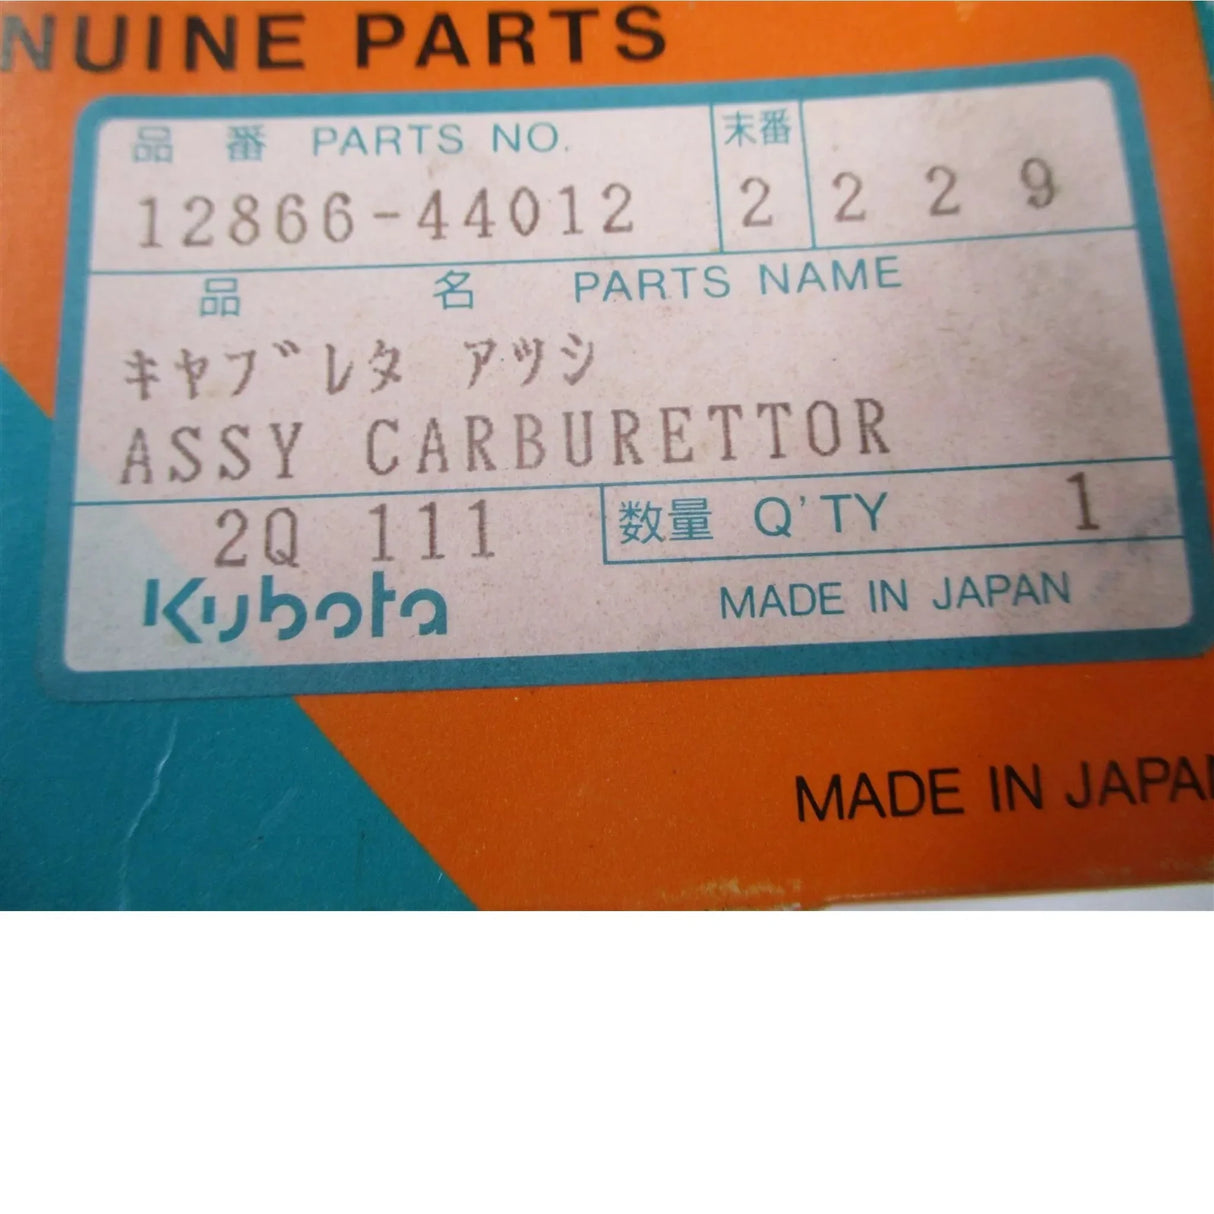 NUINE PARTS
品 番 PARTS NO. 末番
12866-44012 2 2 2 9
品 名 PARTS NAME
キャブレタ アツシ
ASSY CARBURETTOR
2Q 111 数量 Q'TY 1
Kubota MADE IN JAPAN
MADE IN JAPAN